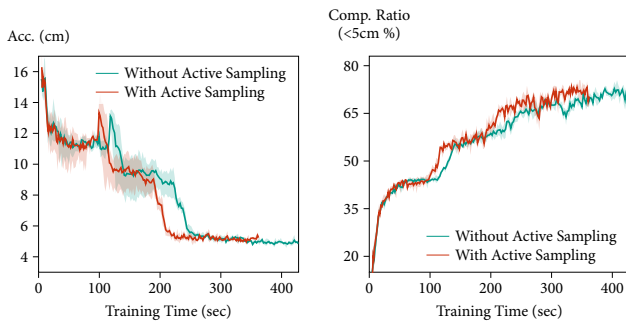 Acc. (cm)
16
14
12
10
8
6
4
Without Active Sampling
With Active Sampling
0
100
200
300
400
Training Time (sec)
Comp. Ratio
(<5cm %)
80
65
50
35
20
Without Active Sampling
With Active Sampling
0
100
200
300
400
Training Time (sec)